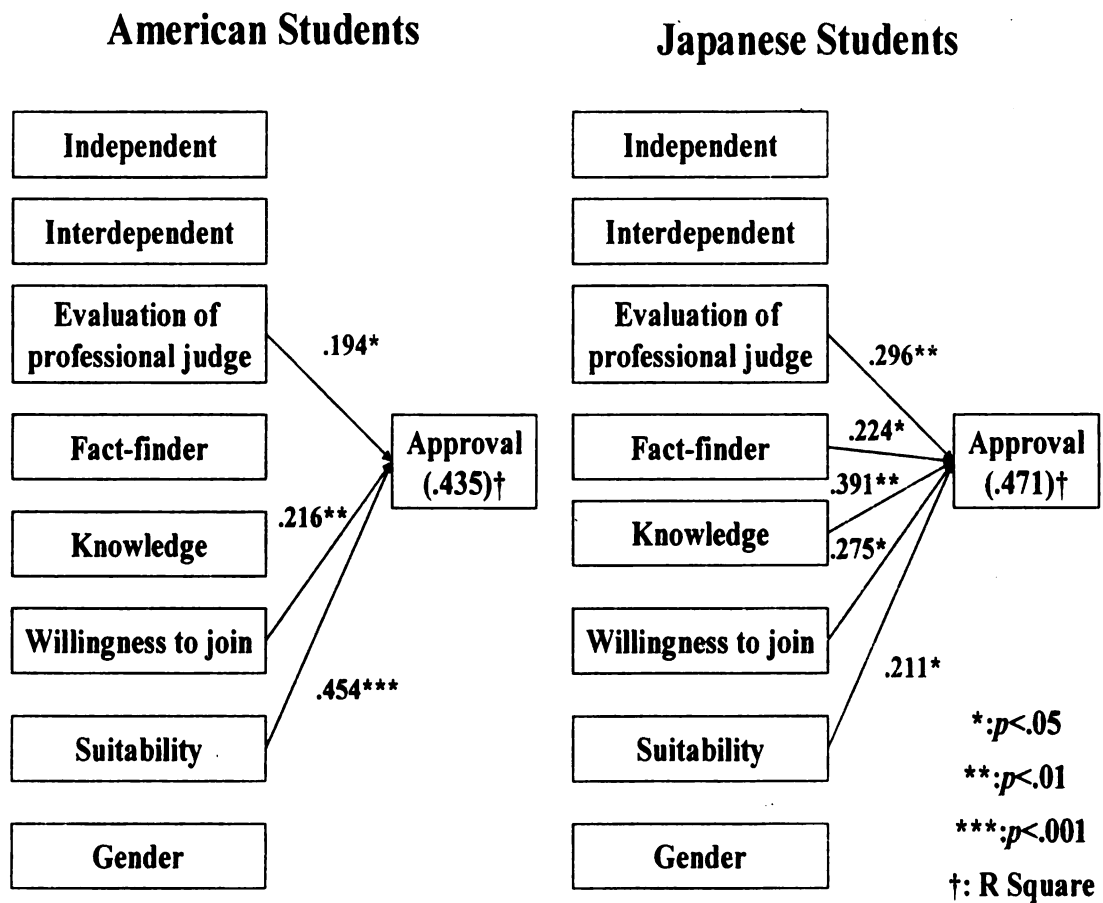 American Students
Independent
Interdependent
Evaluation of
professional judge
Fact-finder
Knowledge
Willingness to join
Suitability
Gender
.194*
.216**
.454***
Approval
(.435)†
Japanese Students
Independent
Interdependent
Evaluation of
professional judge
Fact-finder
Knowledge
Willingness to join
Suitability
Gender
.296**
.224*
.391**
.275*
.211*
Approval
(.471)†
*:p<.05
**:p<.01
***:p<.001
†: R Square